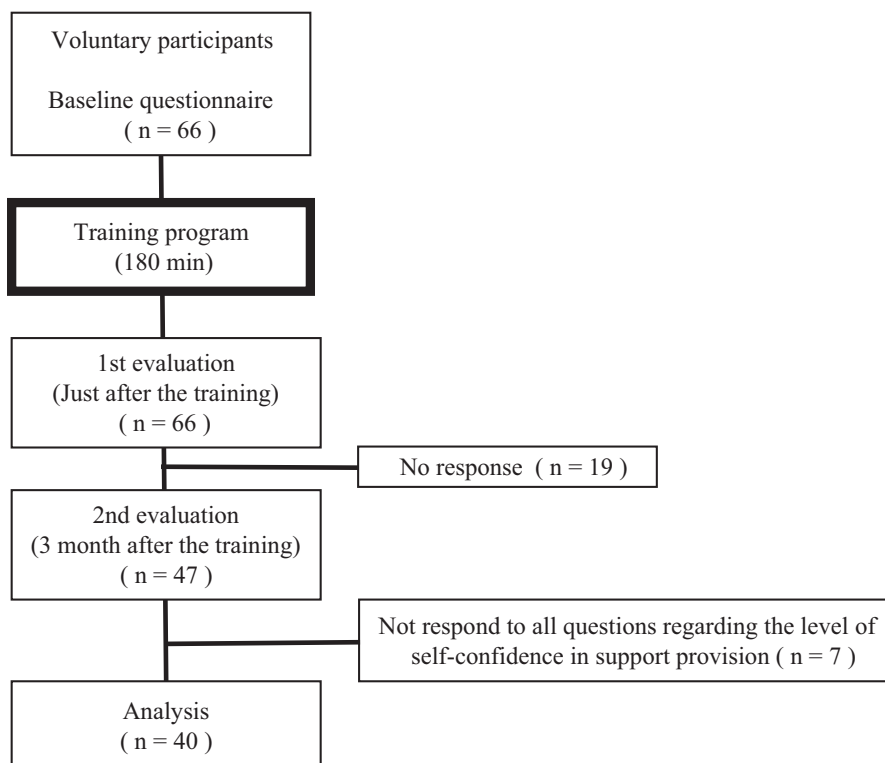 Voluntary participants
Baseline questionnaire
( n = 66 )
Training program
(180 min)
1st evaluation
(Just after the training)
( n = 66 )
No response ( n = 19 )
2nd evaluation
(3 month after the training)
( n = 47 )
Not respond to all questions regarding the level of
self-confidence in support provision ( n = 7 )
Analysis
( n = 40 )